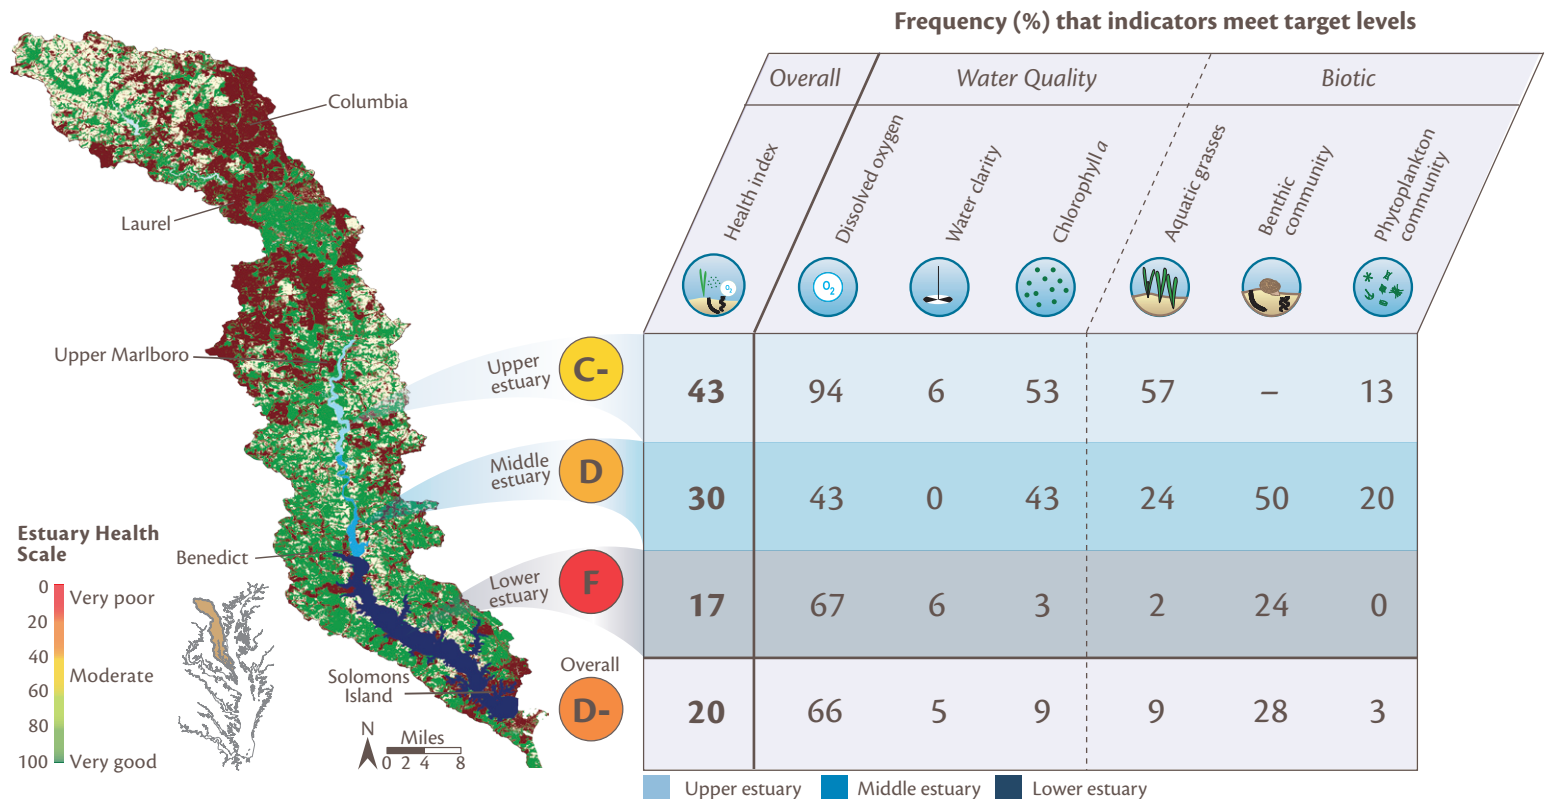 Frequency (%) that indicators meet target levels
Overall
Water Quality
Biotic
Health index
Dissolved oxygen
Water clarity
Chlorophyll a
Aquatic grasses
Benthic
community
Phytoplankton
community
O2
O2
Columbia
Laurel
Upper Marlboro
Benedict
Solomons
Island
Upper
estuary
C-
43 94 6 53 57 – 13
Middle
estuary
D
30 43 0 43 24 50 20
Lower
estuary
F
17 67 6 3 2 24 0
Overall
D-
20 66 5 9 9 28 3
Estuary Health
Scale
0
Very poor
20
40
Moderate
60
80
100
Very good
N
Miles
0 2 4 8
Upper estuary
Middle estuary
Lower estuary